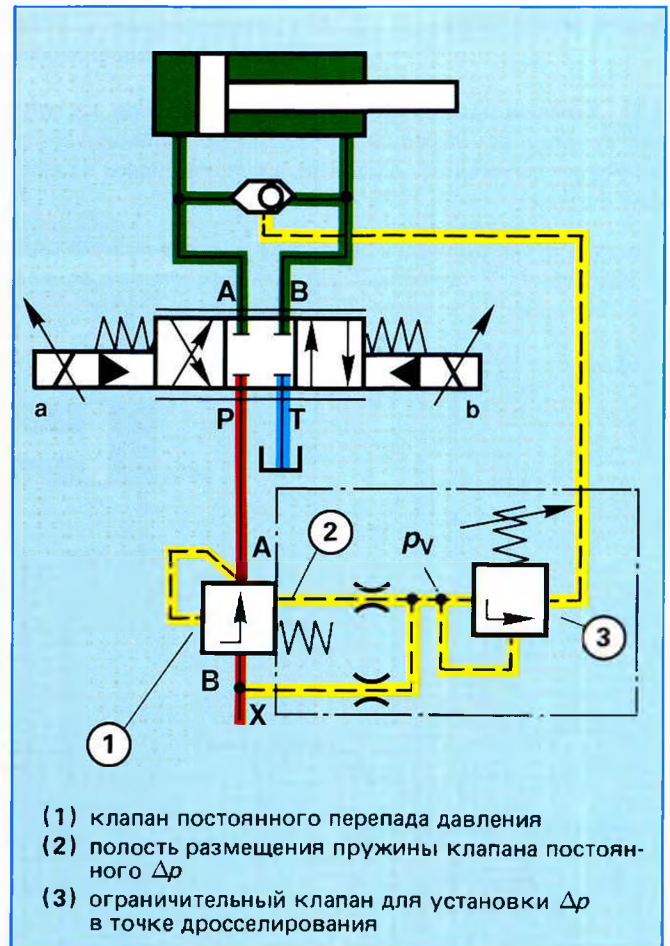 A B
a b
P T
A
2
pV
3
B
X
1
(1) клапан постоянного перепада давления
(2) полость размещения пружины клапана постоян-
ного Δp
(3) ограничительный клапан для установки Δp
в точке дросселирования